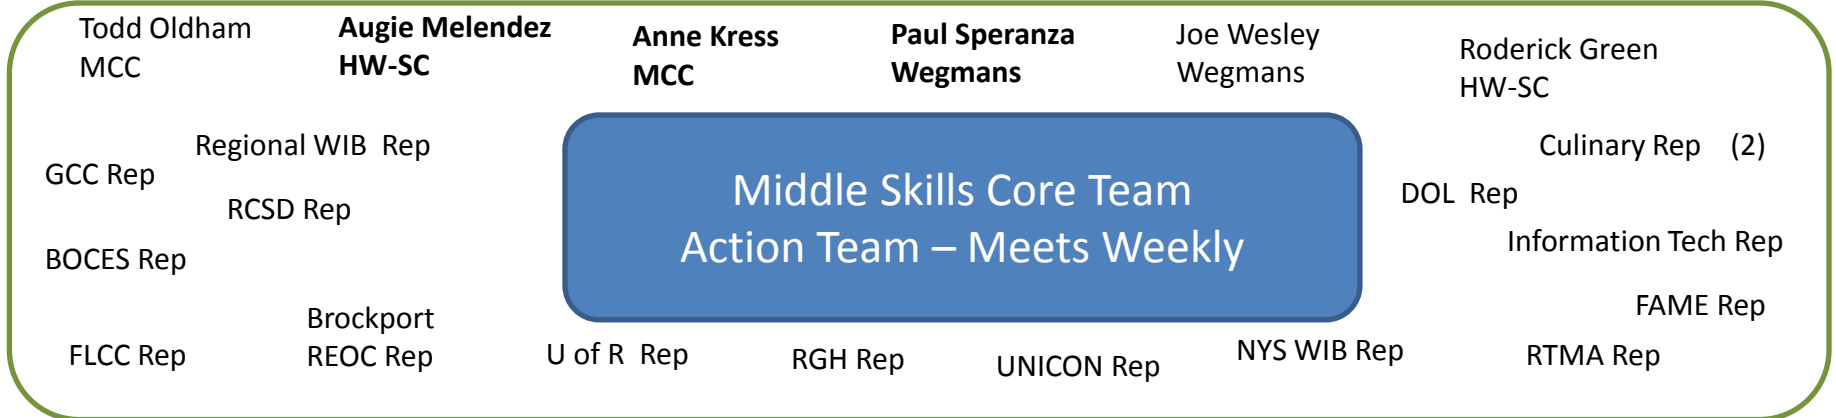 Todd Oldham
MCC
Augie Melendez
HW-SC
Anne Kress
MCC
Paul Speranza
Wegmans
Joe Wesley
Wegmans
Roderick Green
HW-SC
Regional WIB  Rep
GCC Rep
RCSD Rep
BOCES Rep
Middle Skills Core Team
Action Team – Meets Weekly
Culinary Rep    (2)
DOL  Rep
Information Tech Rep
FAME Rep
FLCC Rep
Brockport
REOC Rep
U of R  Rep
RGH Rep
UNICON Rep
NYS WIB Rep
RTMA Rep